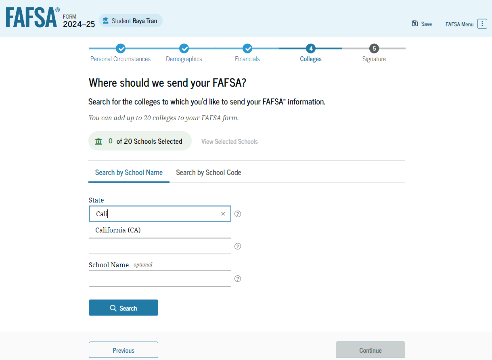 FAFSA®
FORM
2024–25
Student Raya Tran
Save
FAFSA Menu
4
5
Personal Circumstances
Demographics
Financials
Colleges
Signature
Where should we send your FAFSA?
Search for the colleges to which you'd like to send your FAFSA® information.
You can add up to 20 colleges to your FAFSA form.
0 of 20 Schools Selected
View Selected Schools
Search by School Name
Search by School Code
State
Cali
California (CA)
School Name optional
Search
Previous
Continue